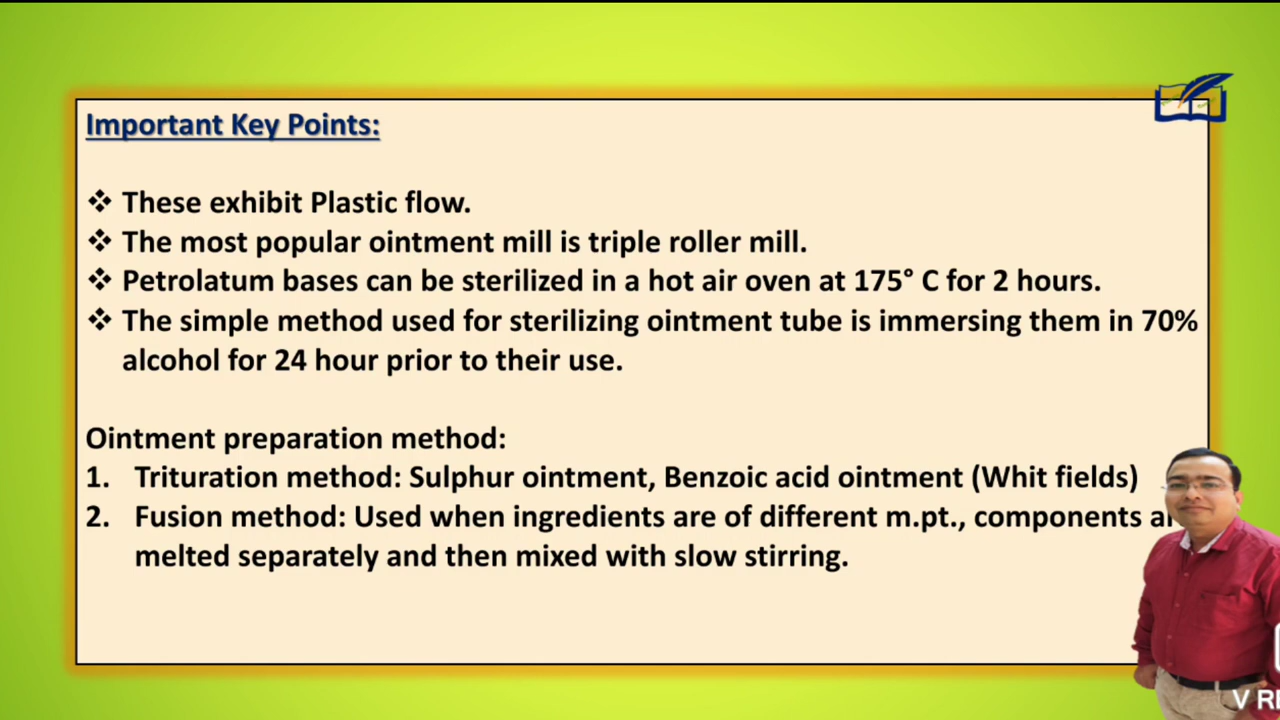 Important Key Points:
❖ These exhibit Plastic flow.
❖ The most popular ointment mill is triple roller mill.
❖ Petrolatum bases can be sterilized in a hot air oven at 175° C for 2 hours.
❖ The simple method used for sterilizing ointment tube is immersing them in 70%
alcohol for 24 hour prior to their use.
Ointment preparation method:
1. Trituration method: Sulphur ointment, Benzoic acid ointment (Whit fields)
2. Fusion method: Used when ingredients are of different m.pt., components
melted separately and then mixed with slow stirring.
V